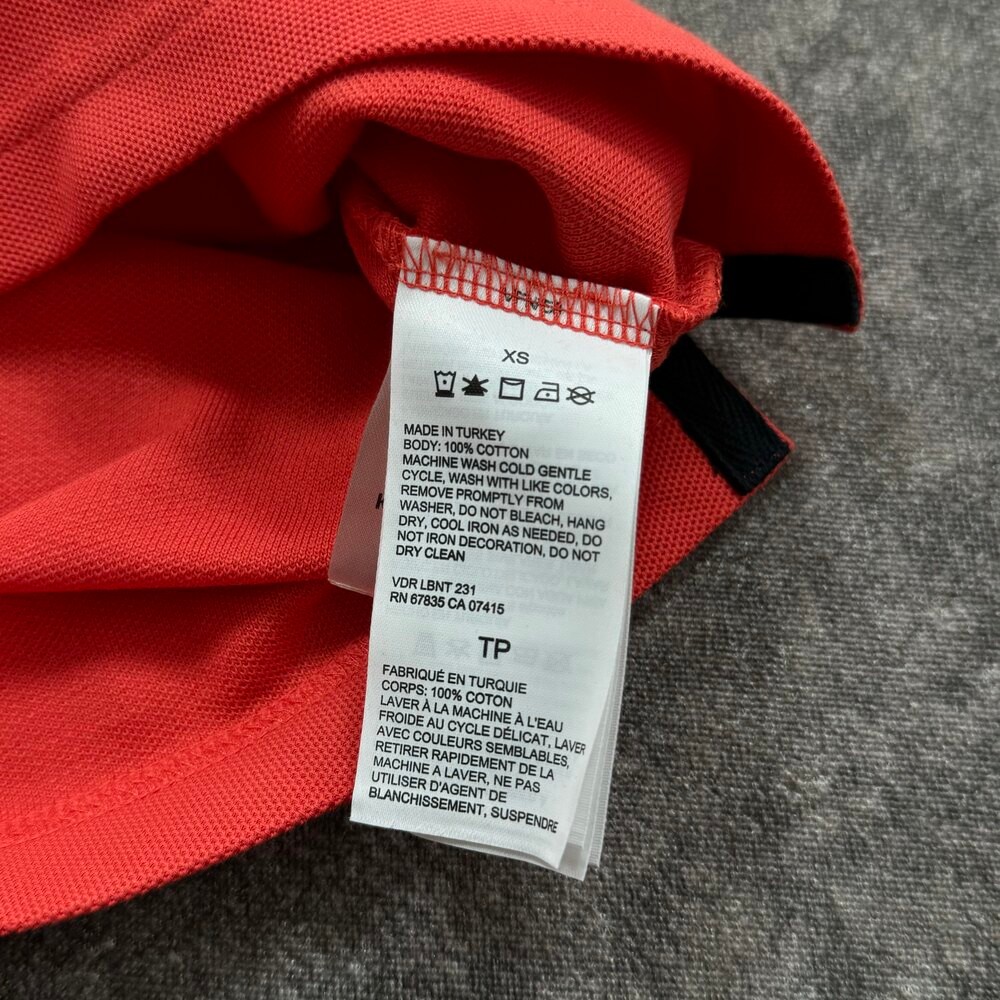 XS
MADE IN TURKEY
BODY: 100% COTTON
MACHINE WASH COLD GENTLE
CYCLE, WASH WITH LIKE COLORS,
REMOVE PROMPTLY FROM
WASHER, DO NOT BLEACH, HANG
DRY, COOL IRON AS NEEDED, DO
NOT IRON DECORATION, DO NOT
DRY CLEAN
VDR LBNT 231
RN 67835 CA 07415
TP
FABRIQUÉ EN TURQUIE
CORPS: 100% COTON
LAVER À LA MACHINE À L'EAU
FROIDE AU CYCLE DÉLICAT, LAVER
AVEC COULEURS SEMBLABLES,
RETIRER RAPIDEMENT DE LA
MACHINE A LAVER, NE PAS
UTILISER D'AGENT DE
BLANCHISSEMENT, SUSPENDRE